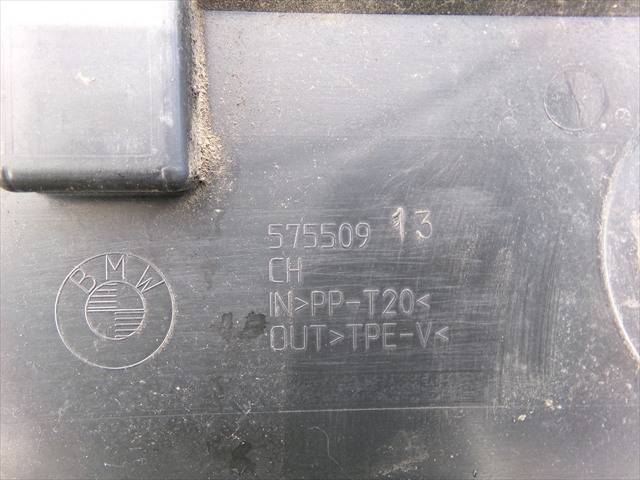 BMW
575509 13
CH
IN>PP-T20<
OUT>TPE-V<